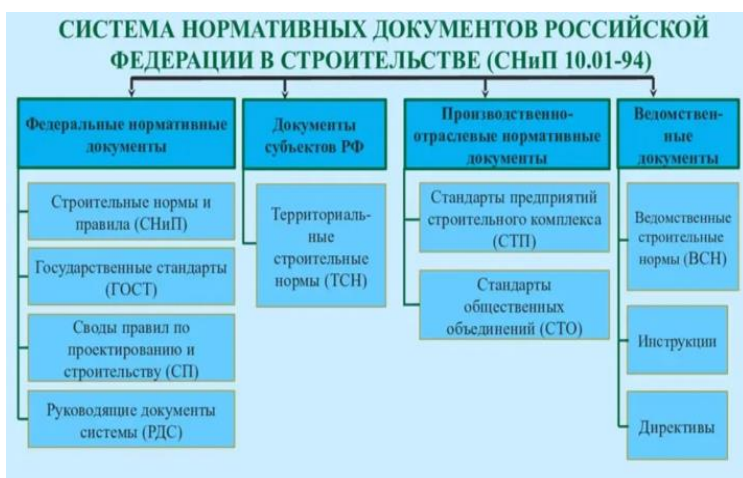 СИСТЕМА НОРМАТИВНЫХ ДОКУМЕНТОВ РОССИЙСКОЙ
ФЕДЕРАЦИИ В СТРОИТЕЛЬСТВЕ (СНиП 10.01-94)
Федеральные нормативные
документы
Строительные нормы и
правила (СНиП)
Государственные стандарты
(ГОСТ)
Своды правил по
проектированию и
строительству (СП)
Руководящие документы
системы (РДС)
Документы
субъектов РФ
Территориаль-
ные
строительные
нормы (ТСН)
Производственно-
отраслевые нормативные
документы
Стандарты предприятий
строительного комплекса
(СТП)
Стандарты
общественных
объединений (СТО)
Ведомствен-
ные
документы
Ведомственные
строительные
нормы (ВСН)
Инструкции
Директивы